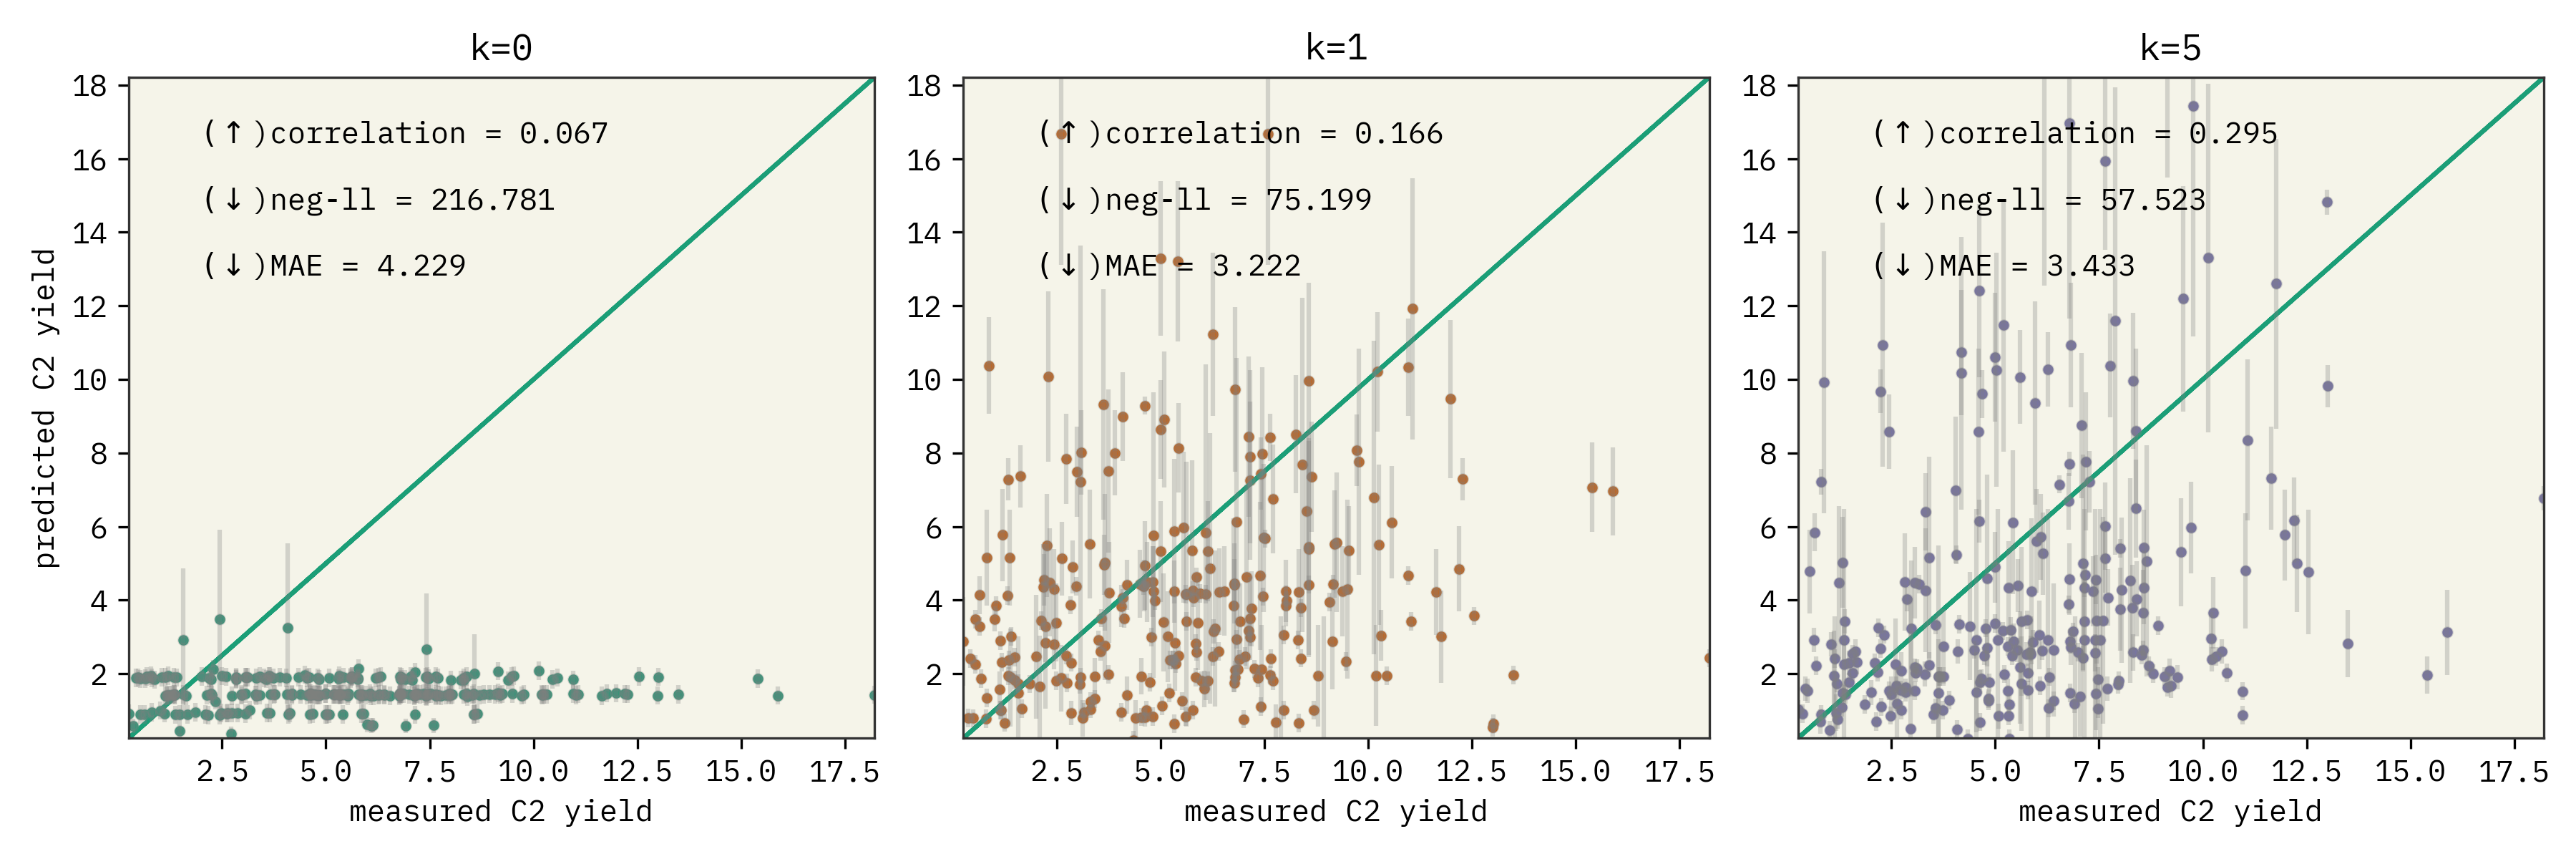 k=0
18
16
14
12
10
8
6
4
2
predicted C2 yield
(↑)correlation = 0.067
(↓)neg-ll = 216.781
(↓)MAE = 4.229
2.5 5.0 7.5 10.0 12.5 15.0 17.5
measured C2 yield
k=1
18
16
14
12
10
8
6
4
2
(↑)correlation = 0.166
(↓)neg-ll = 75.199
(↓)MAE = 3.222
2.5 5.0 7.5 10.0 12.5 15.0 17.5
measured C2 yield
k=5
18
16
14
12
10
8
6
4
2
(↑)correlation = 0.295
(↓)neg-ll = 57.523
(↓)MAE = 3.433
2.5 5.0 7.5 10.0 12.5 15.0 17.5
measured C2 yield